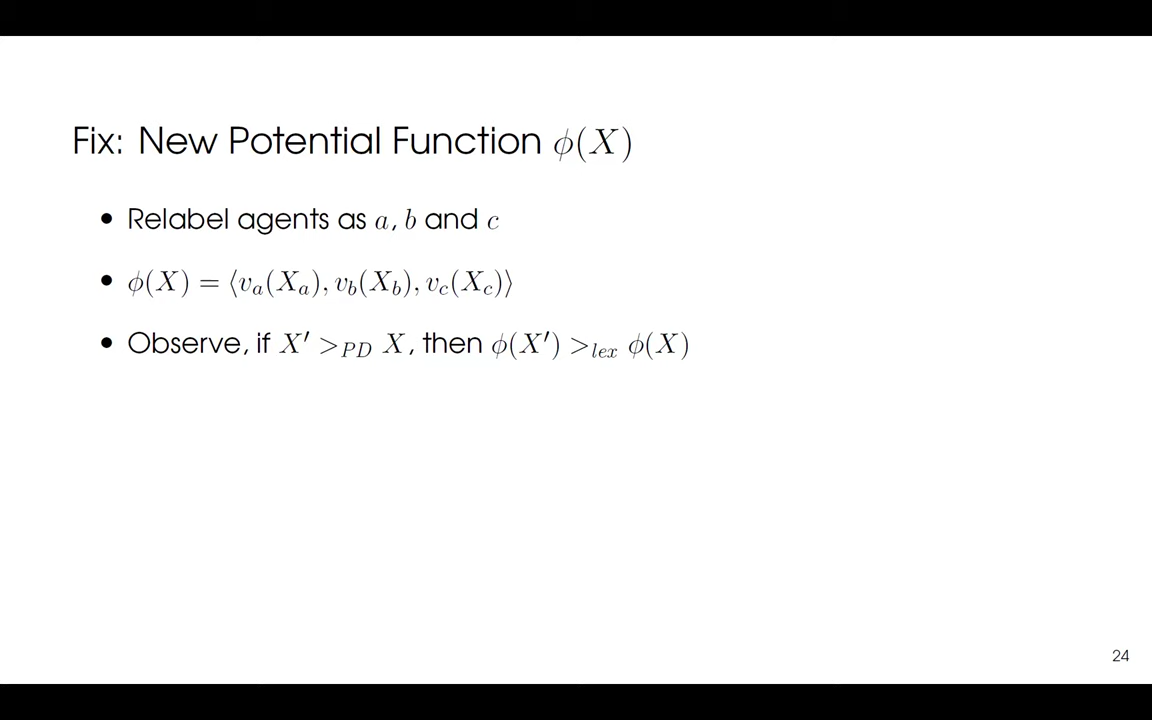 Fix: New Potential Function ϕ(X)
• Relabel agents as a, b and c
• ϕ(X) = ⟨v_a(X_a), v_b(X_b), v_c(X_c)⟩
• Observe, if X′ >_PD X, then ϕ(X′) >_lex ϕ(X)
24